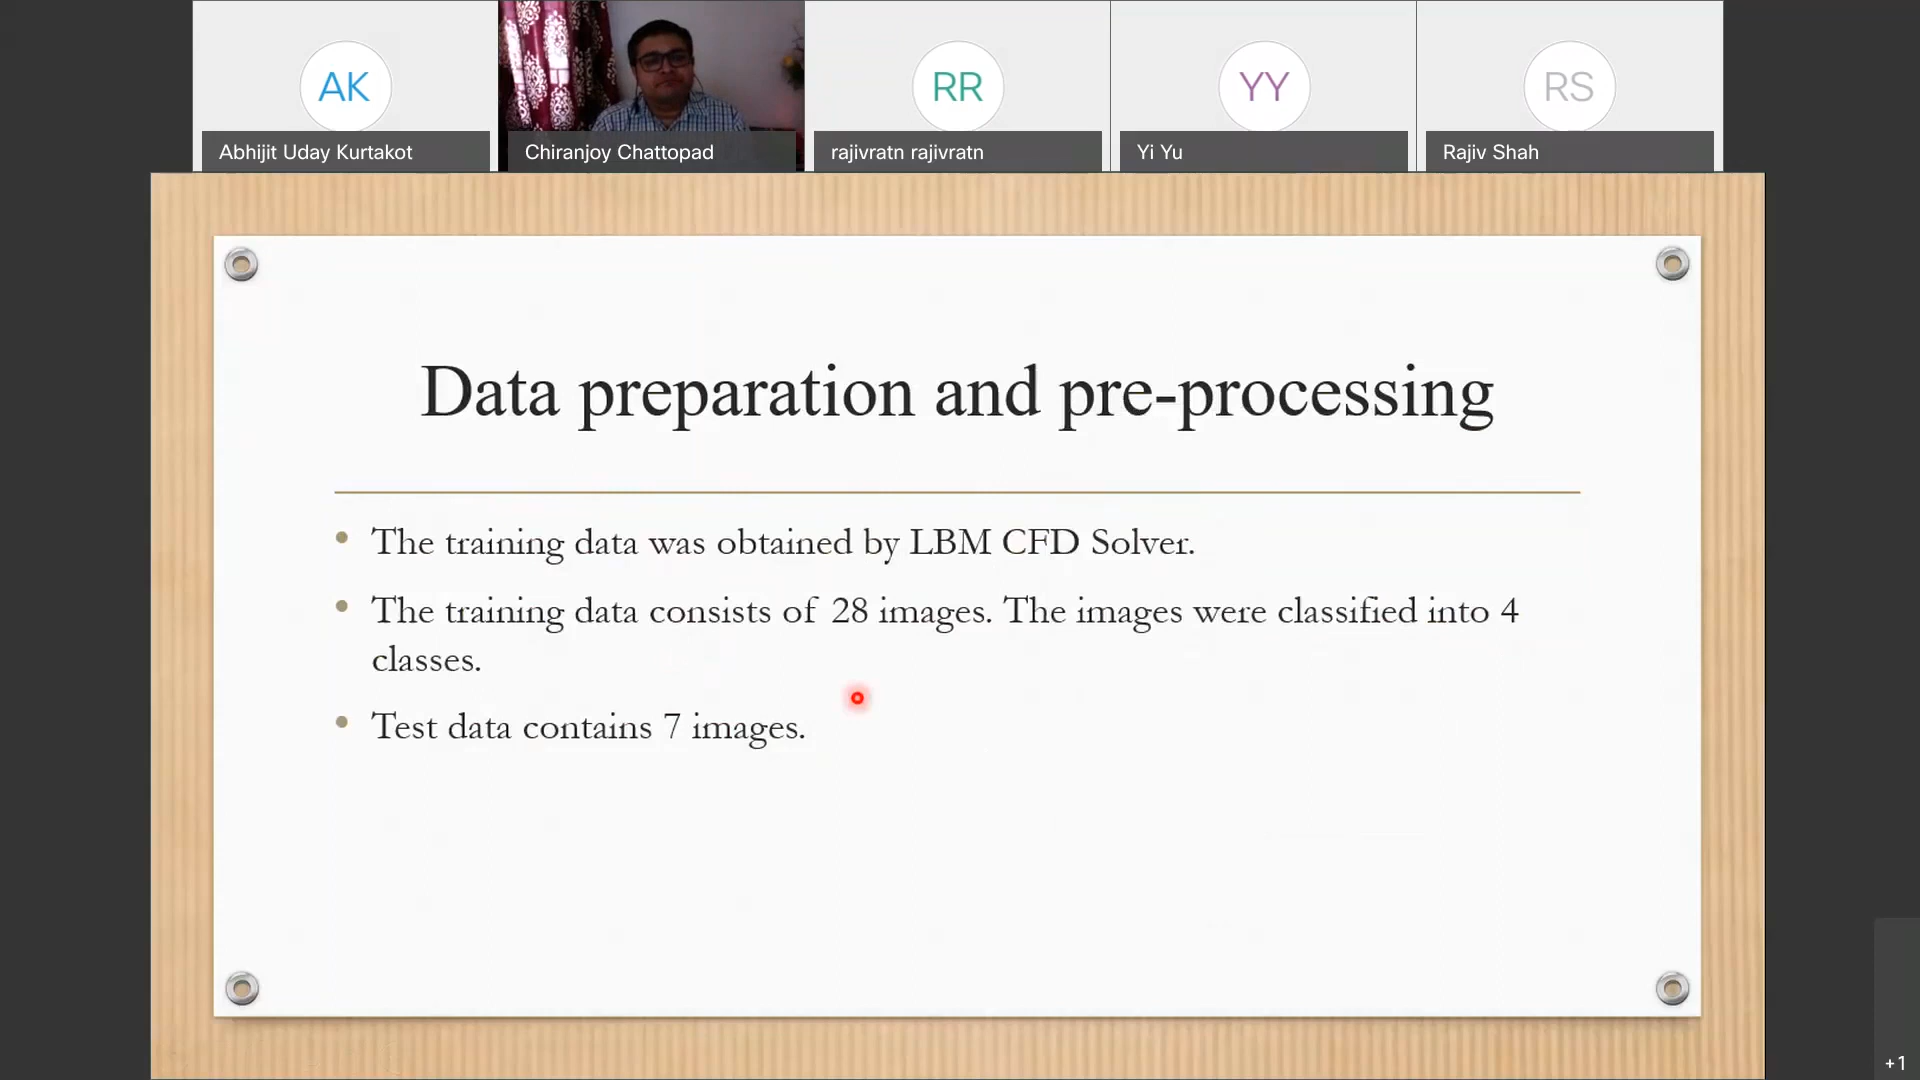 AK
RR
YY
RS
Abhijit Uday Kurtakot
Chiranjoy Chattopad
rajivratn rajivratn
Yi Yu
Rajiv Shah
Data preparation and pre-processing
• The training data was obtained by LBM CFD Solver.
• The training data consists of 28 images. The images were classified into 4
classes.
• Test data contains 7 images.
+1